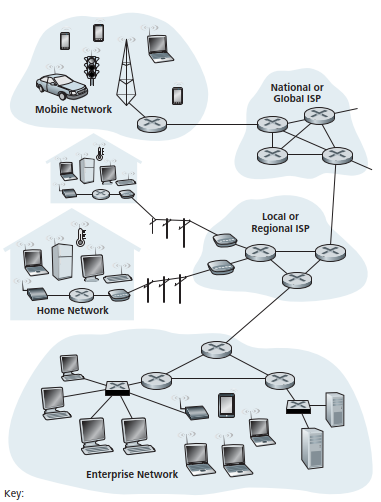 National or
Global ISP
Mobile Network
Local or
Regional ISP
Home Network
Enterprise Network
Key: